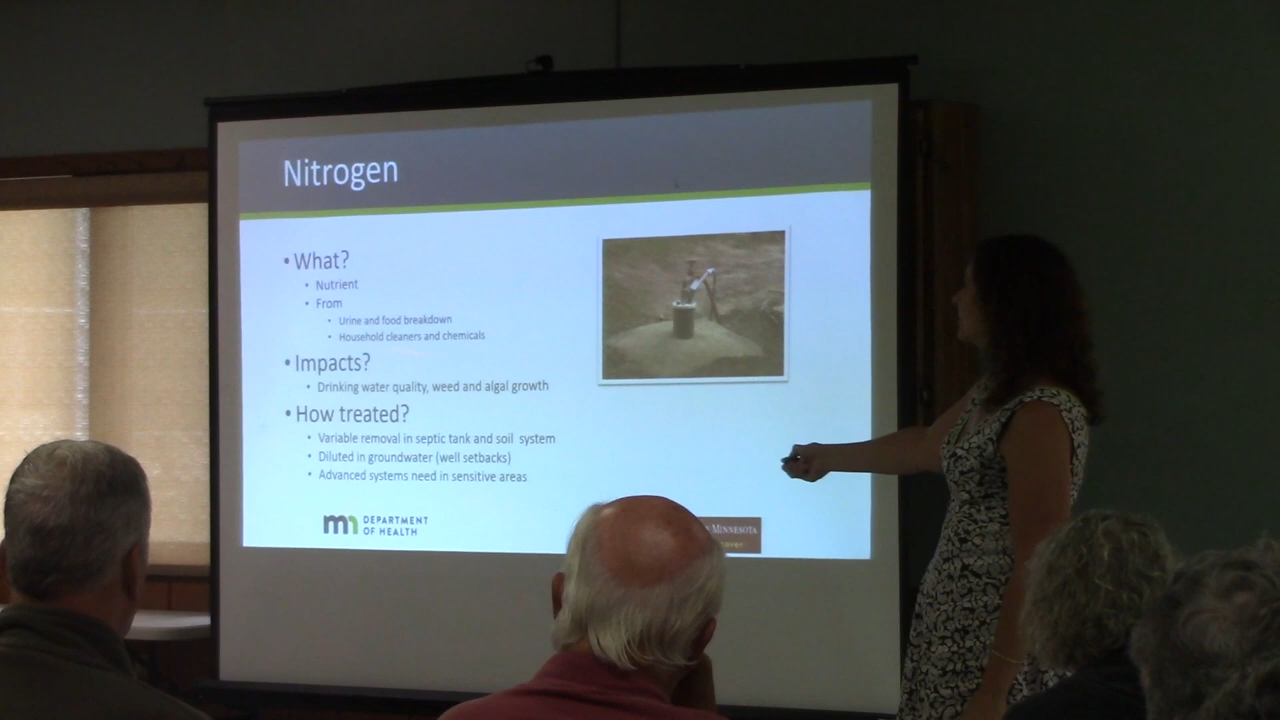 Nitrogen
• What?
• Nutrient
• From
• Urine and food breakdown
• Household cleaners and chemicals
• Impacts?
• Drinking water quality, weed and algal growth
• How treated?
• Variable removal in septic tank and soil system
• Diluted in groundwater (well setbacks)
• Advanced systems need in sensitive areas
mn DEPARTMENT
OF HEALTH
MINNESOTA